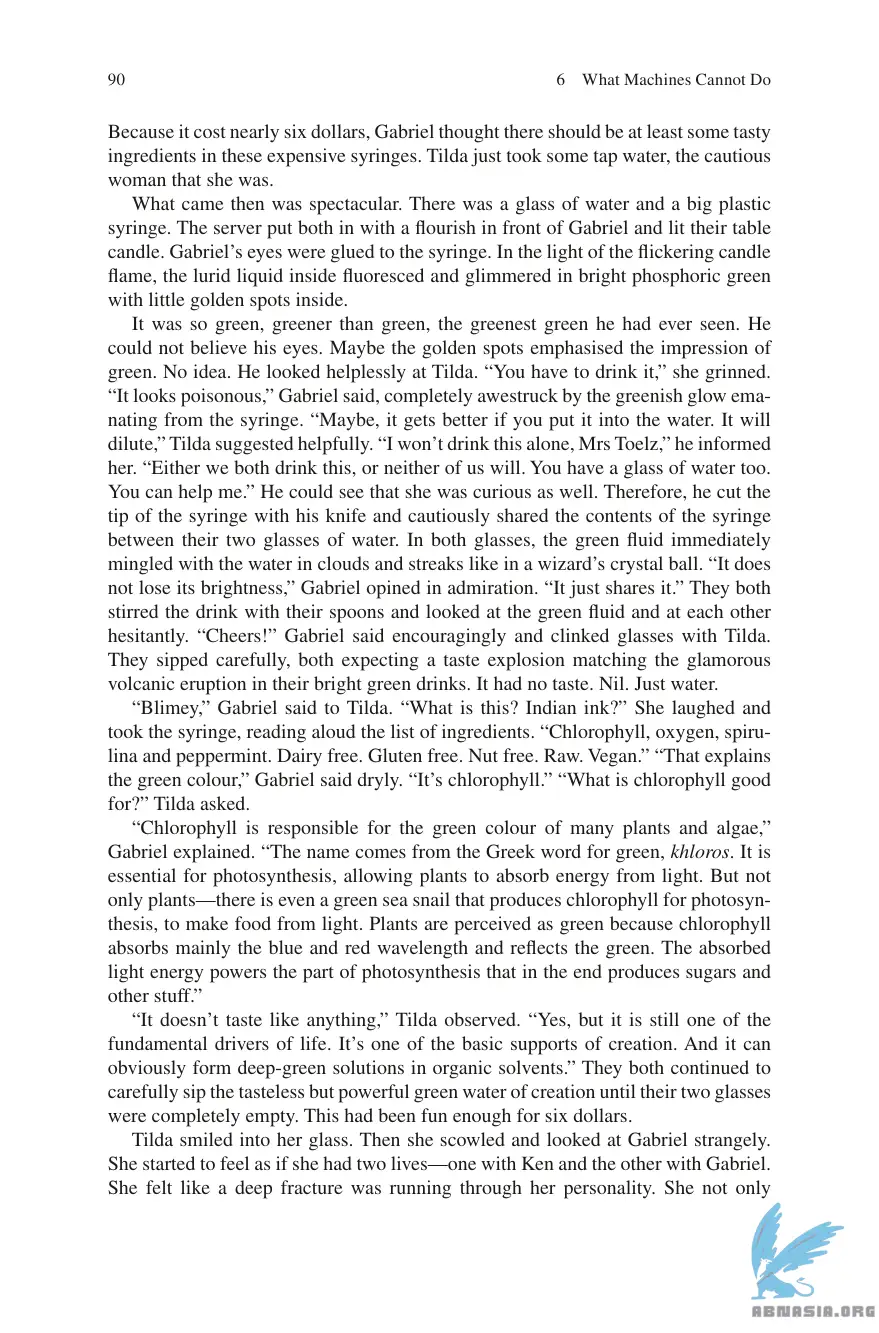 90
6 What Machines Cannot Do
Because it cost nearly six dollars, Gabriel thought there should be at least some tasty
ingredients in these expensive syringes. Tilda just took some tap water, the cautious
woman that she was.
What came then was spectacular. There was a glass of water and a big plastic
syringe. The server put both in with a flourish in front of Gabriel and lit their table
candle. Gabriel’s eyes were glued to the syringe. In the light of the flickering candle
flame, the lurid liquid inside fluoresced and glimmered in bright phosphoric green
with little golden spots inside.
It was so green, greener than green, the greenest green he had ever seen. He
could not believe his eyes. Maybe the golden spots emphasised the impression of
green. No idea. He looked helplessly at Tilda. “You have to drink it,” she grinned.
“It looks poisonous,” Gabriel said, completely awestruck by the greenish glow ema-
nating from the syringe. “Maybe, it gets better if you put it into the water. It will
dilute,” Tilda suggested helpfully. “I won’t drink this alone, Mrs Toelz,” he informed
her. “Either we both drink this, or neither of us will. You have a glass of water too.
You can help me.” He could see that she was curious as well. Therefore, he cut the
tip of the syringe with his knife and cautiously shared the contents of the syringe
between their two glasses of water. In both glasses, the green fluid immediately
mingled with the water in clouds and streaks like in a wizard’s crystal ball. “It does
not lose its brightness,” Gabriel opined in admiration. “It just shares it.” They both
stirred the drink with their spoons and looked at the green fluid and at each other
hesitantly. “Cheers!” Gabriel said encouragingly and clinked glasses with Tilda.
They sipped carefully, both expecting a taste explosion matching the glamorous
volcanic eruption in their bright green drinks. It had no taste. Nil. Just water.
“Blimey,” Gabriel said to Tilda. “What is this? Indian ink?” She laughed and
took the syringe, reading aloud the list of ingredients. “Chlorophyll, oxygen, spiru-
lina and peppermint. Dairy free. Gluten free. Nut free. Raw. Vegan.” “That explains
the green colour,” Gabriel said dryly. “It’s chlorophyll.” “What is chlorophyll good
for?” Tilda asked.
“Chlorophyll is responsible for the green colour of many plants and algae,”
Gabriel explained. “The name comes from the Greek word for green, khloros. It is
essential for photosynthesis, allowing plants to absorb energy from light. But not
only plants—there is even a green sea snail that produces chlorophyll for photosyn-
thesis, to make food from light. Plants are perceived as green because chlorophyll
absorbs mainly the blue and red wavelength and reflects the green. The absorbed
light energy powers the part of photosynthesis that in the end produces sugars and
other stuff.”
“It doesn’t taste like anything,” Tilda observed. “Yes, but it is still one of the
fundamental drivers of life. It’s one of the basic supports of creation. And it can
obviously form deep-green solutions in organic solvents.” They both continued to
carefully sip the tasteless but powerful green water of creation until their two glasses
were completely empty. This had been fun enough for six dollars.
Tilda smiled into her glass. Then she scowled and looked at Gabriel strangely.
She started to feel as if she had two lives—one with Ken and the other with Gabriel.
She felt like a deep fracture was running through her personality. She not only
ABNASIA.ORG